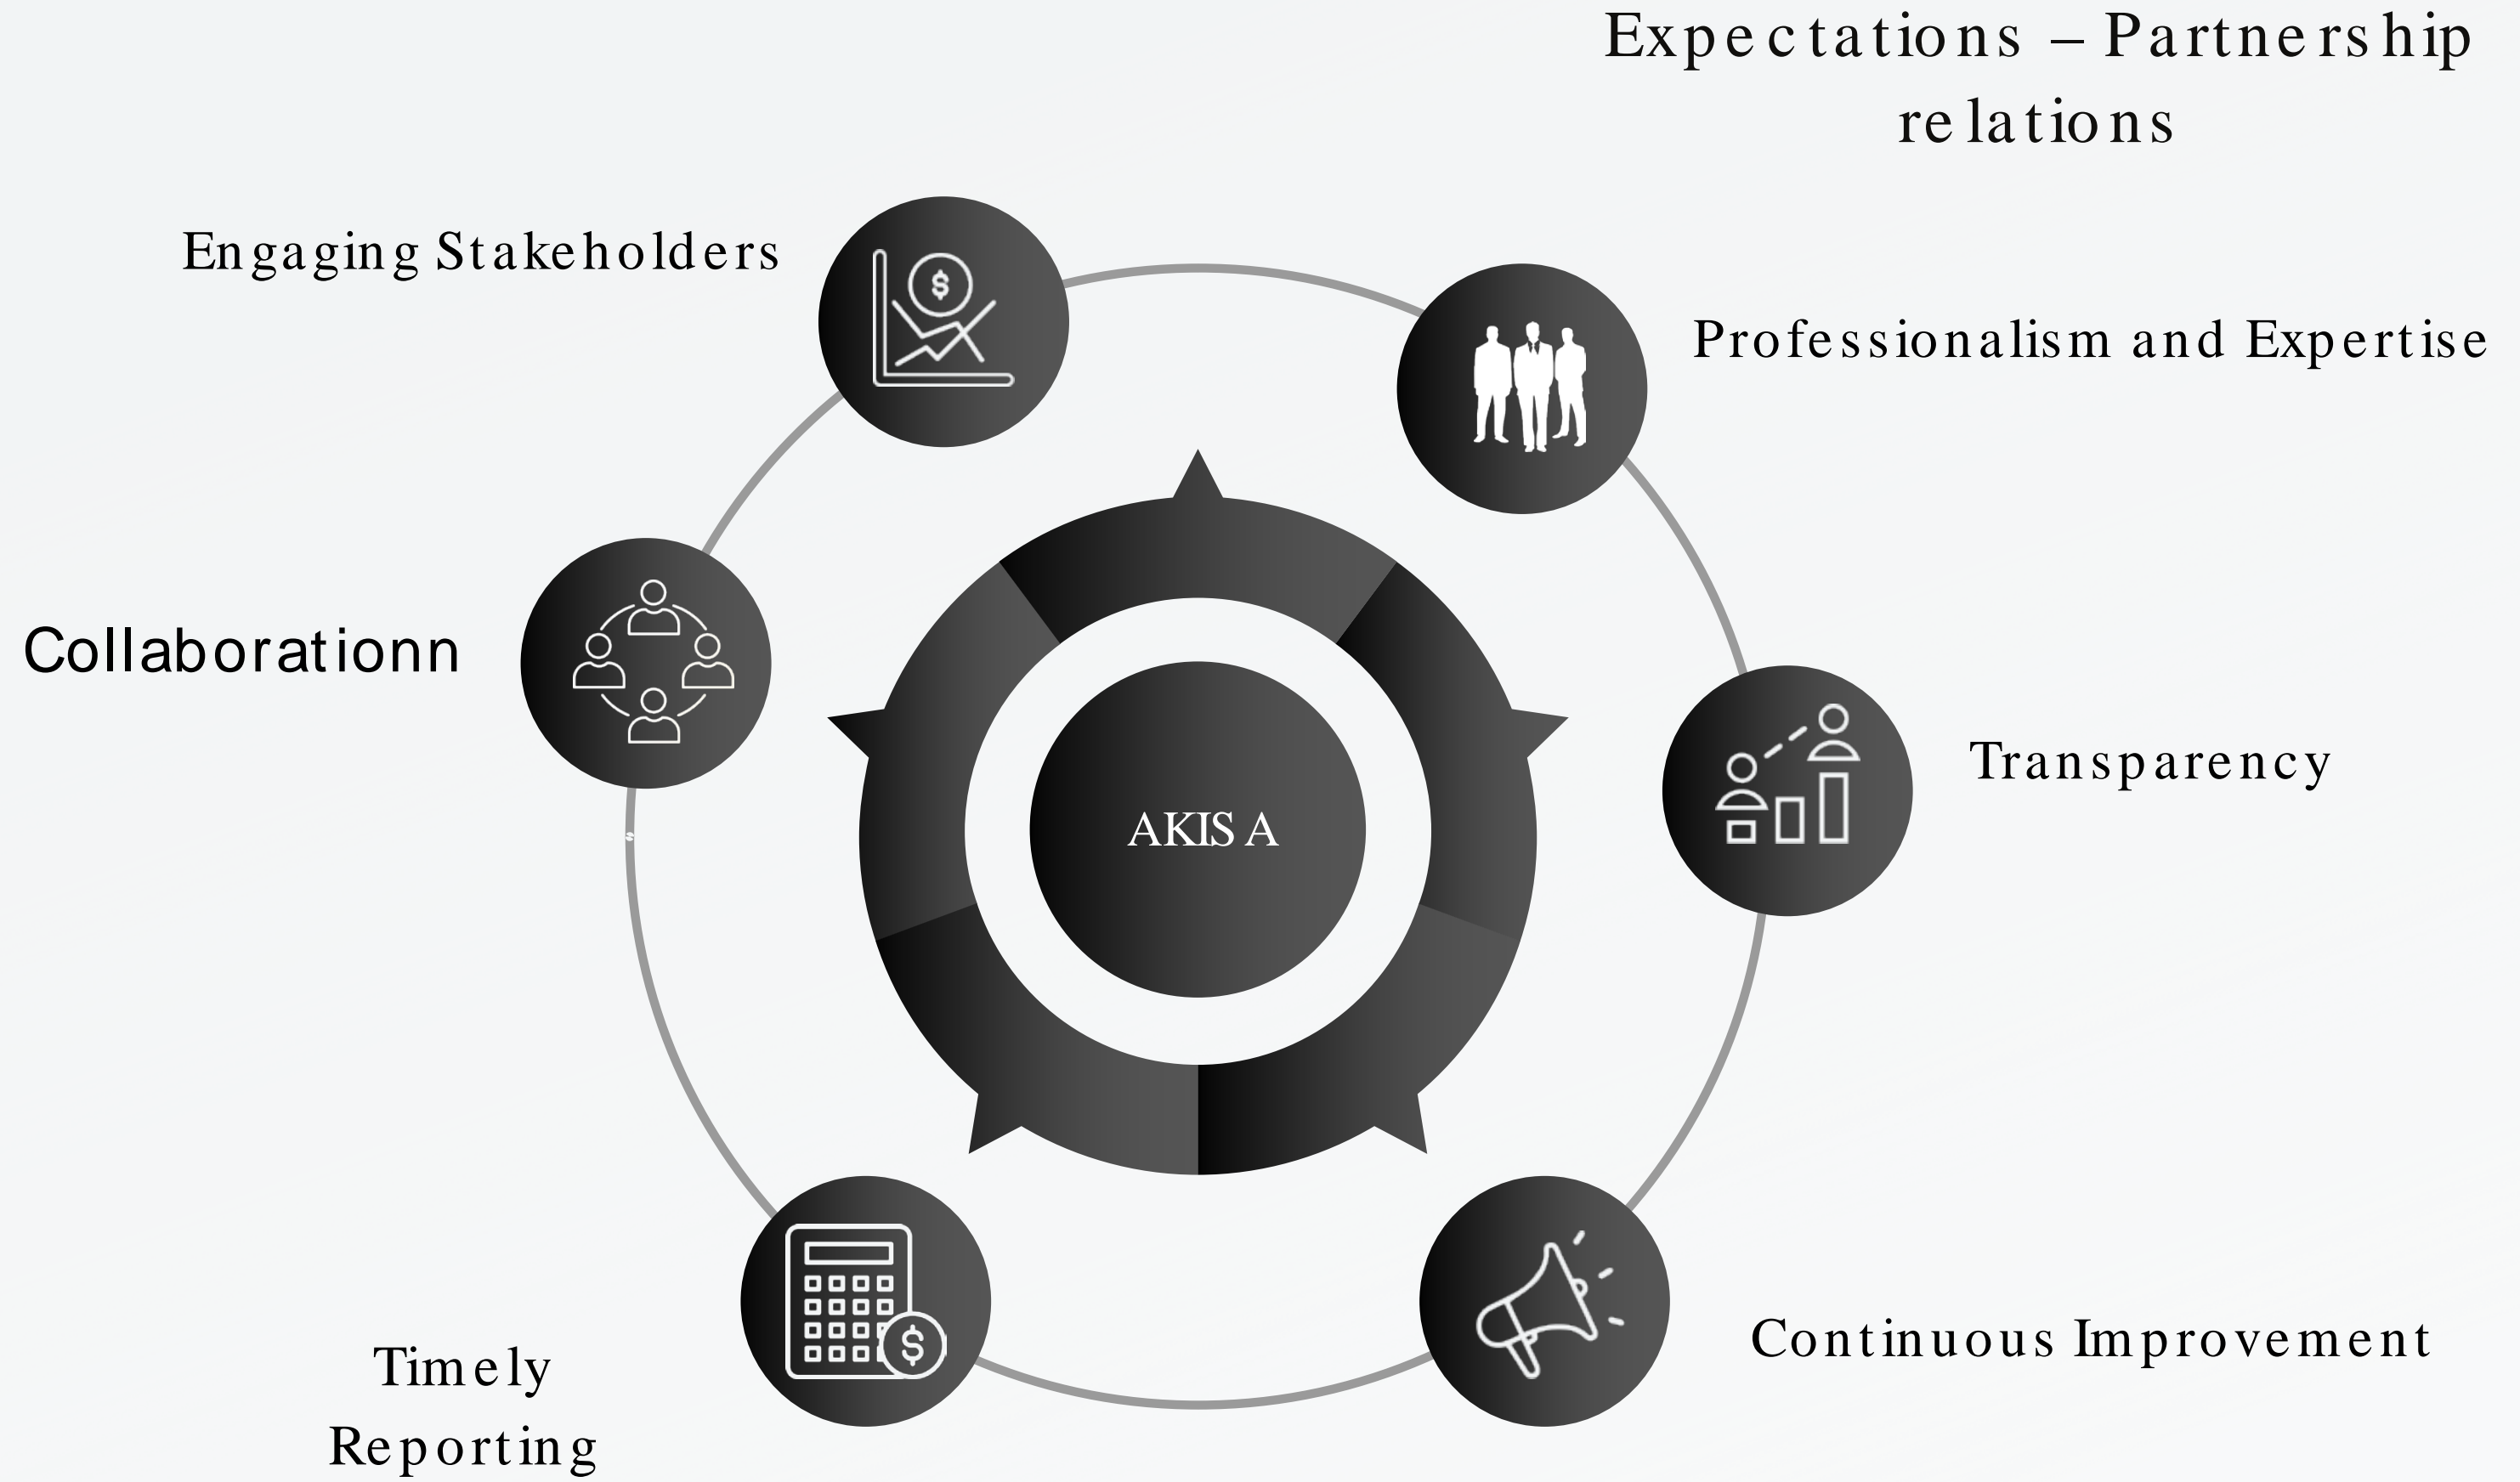 Expectations – Partnership
relations
Engaging Stakeholders
Professionalism and Expertise
Collaborationn
Transparency
AKIS A
Continuous Improvement
Timely
Reporting